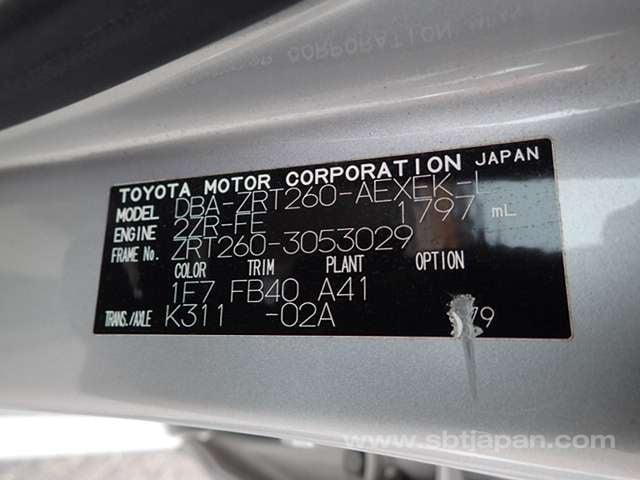 TOYOTA MOTOR CORPORATION JAPAN
MODEL DBA-ZRT260-AEXEK-L
ENGINE 2ZR-FE 1797 mL
FRAME No. ZRT260-3053029
COLOR TRIM PLANT OPTION
1F7 FB40 A41
TRANS./AXLE K311 -02A
www.sbtjapan.com